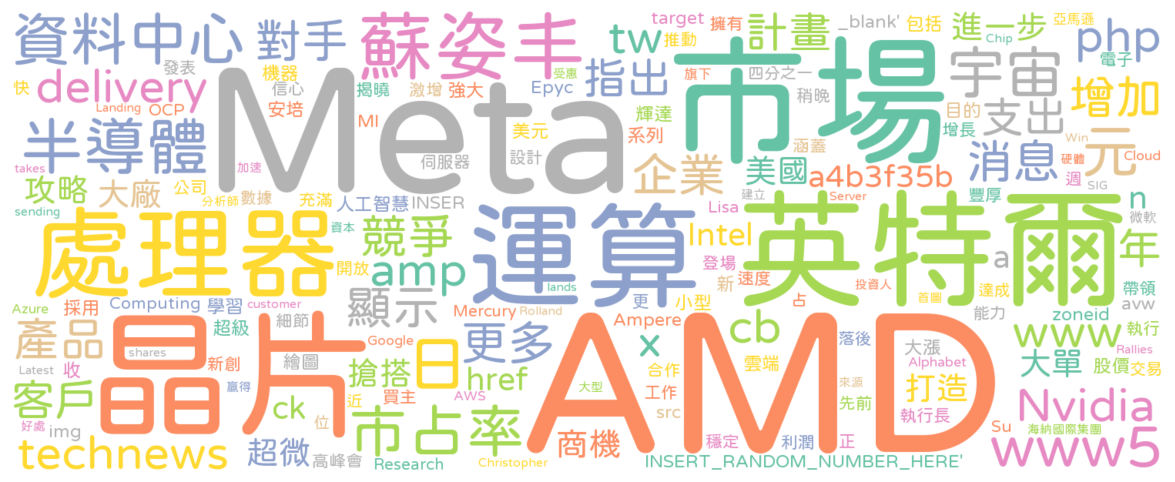 資料中心 對手 蘇姿丰 tw target 擁有 計畫 _blank' 包括 進一步 亞馬遜 php
推動 Chip 電子
快 發表 機器 揭曉 激增 強大 受惠 Epyc 指出 旗下 四分之一 宇宙
delivery 信心 稍晚 支出 增加
Landing OCP 安培 MI Meta 美元 輝達 市場 目的
半導體 系列 增長 Win 元
takes 加速 伺服器 設計 企業 美國 涵蓋 消息 硬體 Cloud
攻略 大廠 公司 分析師 數據 充滿 人工智慧 INSER 建立 a4b3f35b 週 SIG
sending Lisa Server 豐厚 n
處理器 資本 競爭 運算 Intel 英特爾 微軟 年
開放 amp lands 登場 新 速度 占 投資人 首圖 a 達成 帶領
Azure 採用 Computing 學習 customer 顯示 Mercury Rolland 更 小型 能力 avw zoneid
產品 超級 細節 Ampere cb www 執行
shares Google 更多 x 雲端 落後 大漲 大單 Rallies
Latest 收 新創 晶片 繪圖 搶搭 日 合作 AMD Alphabet 股價 交易
客戶 贏得 買主 近 AWS href 大型 工作 來源 打造
好處 img ck 位 市占率 src 先前 執行長 Nvidia
technews 超微 高峰會 Research Christopher 商機 穩定 利潤 正 Su 海納國際集團
INSERT_RANDOM_NUMBER_HERE' www5